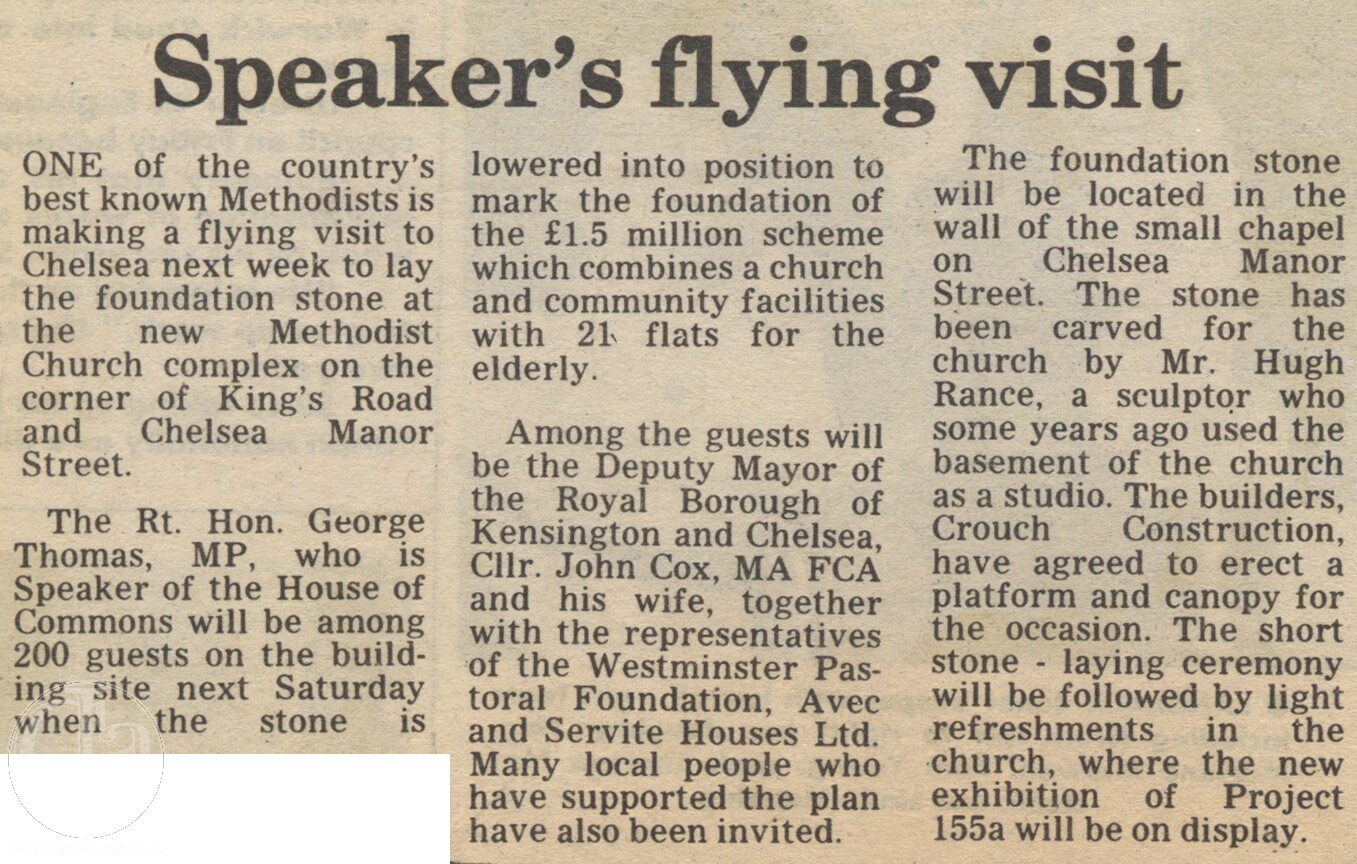 Speaker's flying visit
ONE of the country's
best known Methodists is
making a flying visit to
Chelsea next week to lay
the foundation stone at
the new Methodist
Church complex on the
corner of King's Road
and Chelsea Manor
Street.
The Rt. Hon. George
Thomas, MP, who is
Speaker of the House of
Commons will be among
200 guests on the build-
ing site next Saturday
when the stone is
lowered into position to
mark the foundation of
the £1.5 million scheme
which combines a church
and community facilities
with 21 flats for the
elderly.
Among the guests will
be the Deputy Mayor of
the Royal Borough of
Kensington and Chelsea,
Cllr. John Cox, MA FCA
and his wife, together
with the representatives
of the Westminster Pas-
toral Foundation, Avec
and Servite Houses Ltd.
Many local people who
have supported the plan
have also been invited.
The foundation stone
will be located in the
wall of the small chapel
on Chelsea Manor
Street. The stone has
been carved for the
church by Mr. Hugh
Rance, a sculptor who
some years ago used the
basement of the church
as a studio. The builders,
Crouch Construction,
have agreed to erect a
platform and canopy for
the occasion. The short
stone - laying ceremony
will be followed by light
refreshments in the
church, where the new
exhibition of Project
155a will be on display.